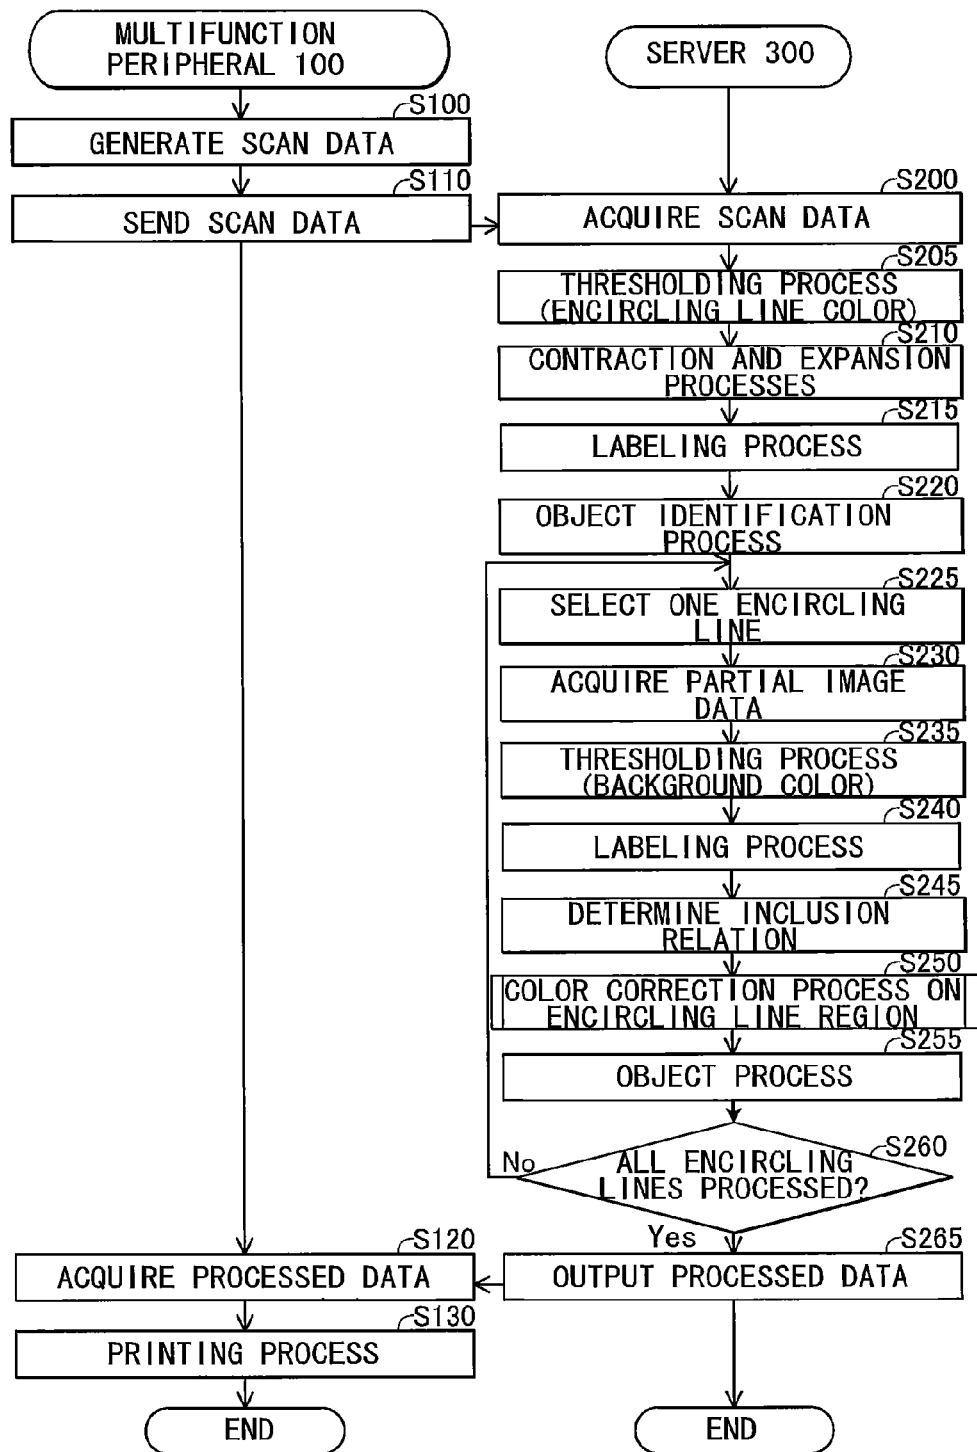 MULTIFUNCTION
PERIPHERAL 100
S100
GENERATE SCAN DATA
S110
SEND SCAN DATA
SERVER 300
S200
ACQUIRE SCAN DATA
S205
THRESHOLDING PROCESS
(ENCIRCLING LINE COLOR)
S210
CONTRACTION AND EXPANSION
PROCESSES
S215
LABELING PROCESS
S220
OBJECT IDENTIFICATION
PROCESS
S225
SELECT ONE ENCIRCLING
LINE
S230
ACQUIRE PARTIAL IMAGE
DATA
S235
THRESHOLDING PROCESS
(BACKGROUND COLOR)
S240
LABELING PROCESS
S245
DETERMINE INCLUSION
RELATION
S250
COLOR CORRECTION PROCESS ON
ENCIRCLING LINE REGION
S255
OBJECT PROCESS
S260
No
ALL ENCIRCLING
LINES PROCESSED?
Yes
S265
OUTPUT PROCESSED DATA
S120
ACQUIRE PROCESSED DATA
S130
PRINTING PROCESS
END
END